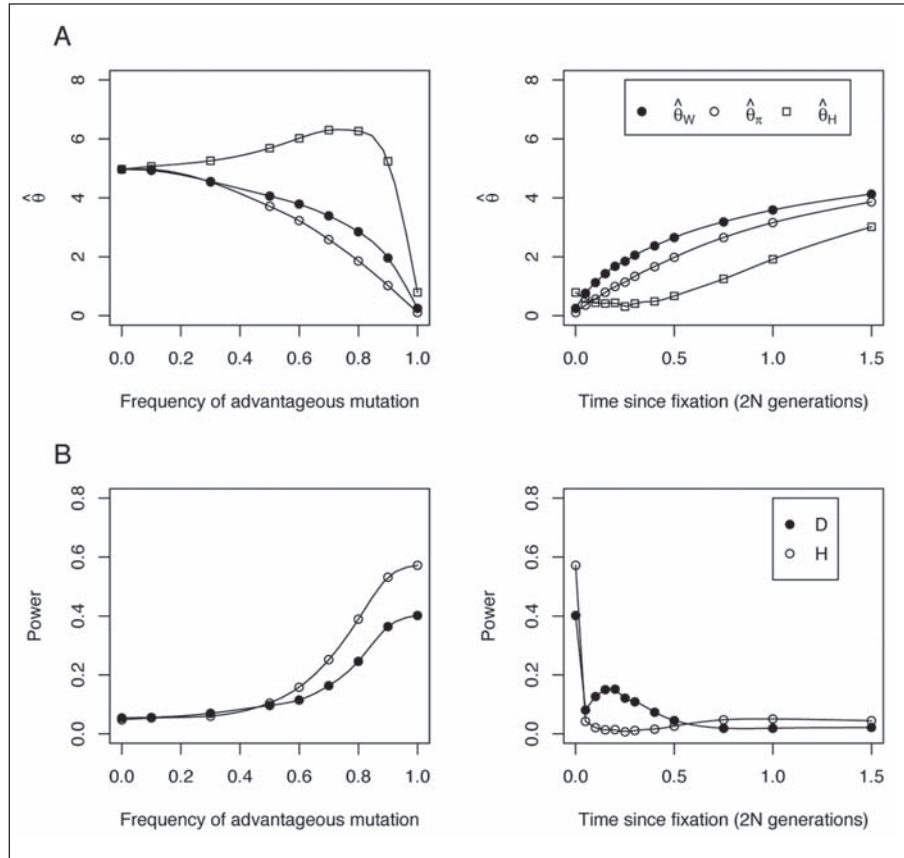 A
8
6
4
2
0
θ̂
0.0 0.2 0.4 0.6 0.8 1.0
Frequency of advantageous mutation
8
6
4
2
0
θ̂
θ̂W θ̂π θ̂H
0.0 0.5 1.0 1.5
Time since fixation (2N generations)
B
0.8
0.6
0.4
0.2
0.0
Power
0.0 0.2 0.4 0.6 0.8 1.0
Frequency of advantageous mutation
0.8
0.6
0.4
0.2
0.0
Power
D
H
0.0 0.5 1.0 1.5
Time since fixation (2N generations)